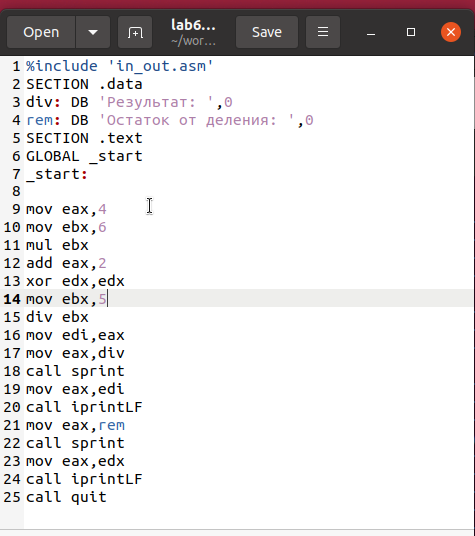 Open
lab6...
~/wor...
Save
1 %include 'in_out.asm'
2 SECTION .data
3 div: DB 'Результат: ',0
4 rem: DB 'Остаток от деления: ',0
5 SECTION .text
6 GLOBAL _start
7 _start:
8
9 mov eax,4
10 mov ebx,6
11 mul ebx
12 add eax,2
13 xor edx,edx
14 mov ebx,5
15 div ebx
16 mov edi,eax
17 mov eax,div
18 call sprint
19 mov eax,edi
20 call iprintLF
21 mov eax,rem
22 call sprint
23 mov eax,edx
24 call iprintLF
25 call quit